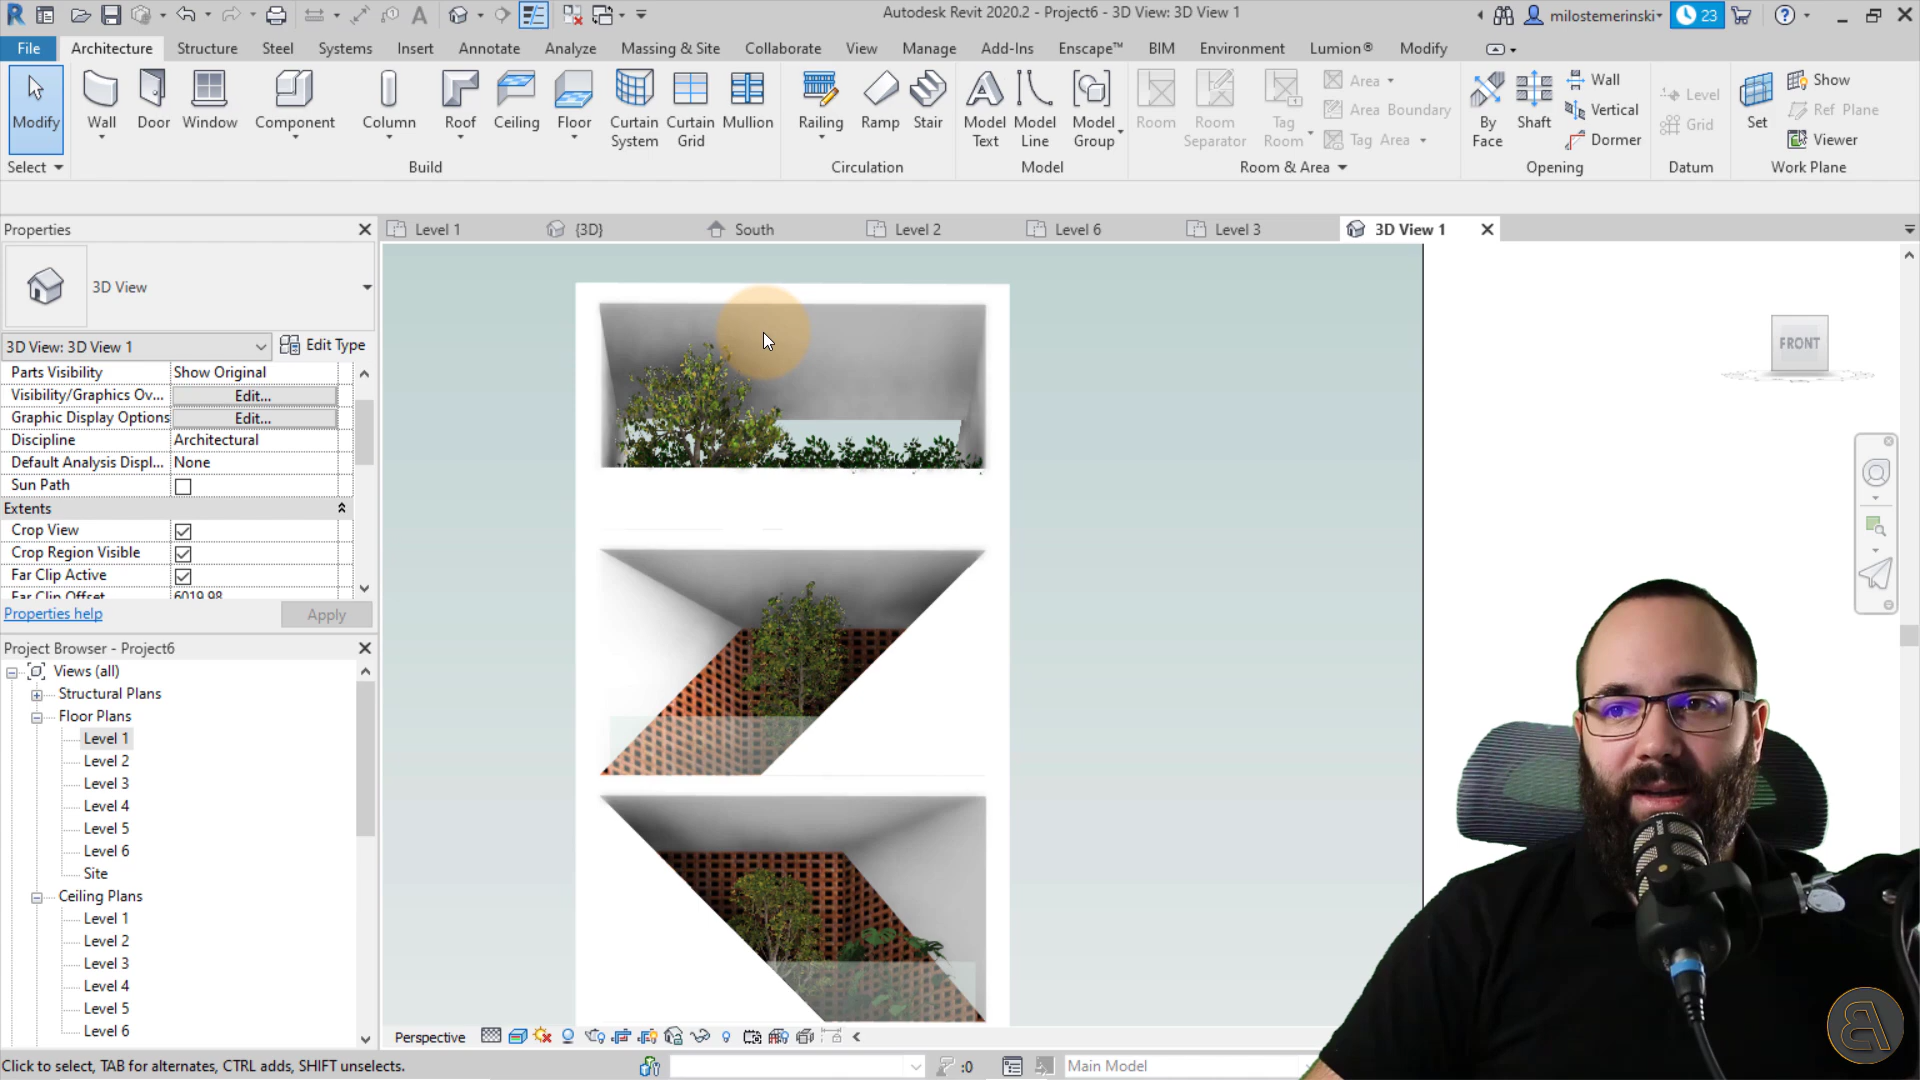 Autodesk Revit 2020.2 - Project6 - 3D View: 3D View 1
milostemerinski
23
File
Architecture
Structure
Steel
Systems
Insert
Annotate
Analyze
Massing & Site
Collaborate
View
Manage
Add-Ins
Enscape™
BIM
Environment
Lumion®
Modify
Modify
Wall
Door
Window
Component
Column
Roof
Ceiling
Floor
Curtain
System
Curtain
Grid
Mullion
Railing
Ramp
Stair
Model
Text
Model
Line
Model
Group
Room
Room
Separator
Tag
Room
Area
Area Boundary
Tag Area
By
Face
Shaft
Wall
Vertical
Dormer
Level
Grid
Set
Show
Ref Plane
Viewer
Select
Build
Circulation
Model
Room & Area
Opening
Datum
Work Plane
Properties
Level 1
{3D}
South
Level 2
Level 6
Level 3
3D View 1
3D View
3D View: 3D View 1
Edit Type
Parts Visibility
Show Original
Visibility/Graphics Ov...
Edit...
Graphic Display Options
Edit...
Discipline
Architectural
Default Analysis Displ...
None
Sun Path
Extents
Crop View
Crop Region Visible
Far Clip Active
Far Clip Offset
6019.98
Properties help
Apply
Project Browser - Project6
Views (all)
Structural Plans
Floor Plans
Level 1
Level 2
Level 3
Level 4
Level 5
Level 6
Site
Ceiling Plans
Level 1
Level 2
Level 3
Level 4
Level 5
Level 6
FRONT
Perspective
Click to select, TAB for alternates, CTRL adds, SHIFT unselects.
:0
Main Model